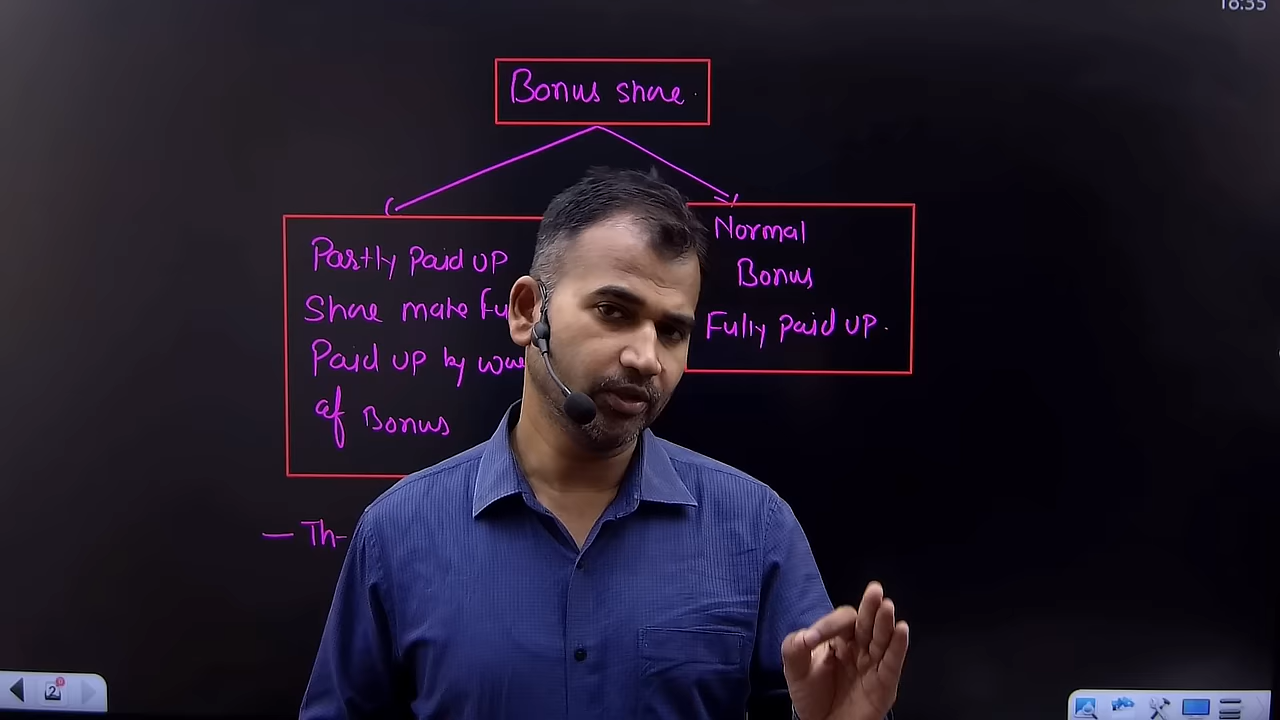 18:35
Bonus share
Partly Paid UP
Share make Fu
Paid UP by
of Bonus
Normal
Bonus
Fully Paid UP.
— Th-
2